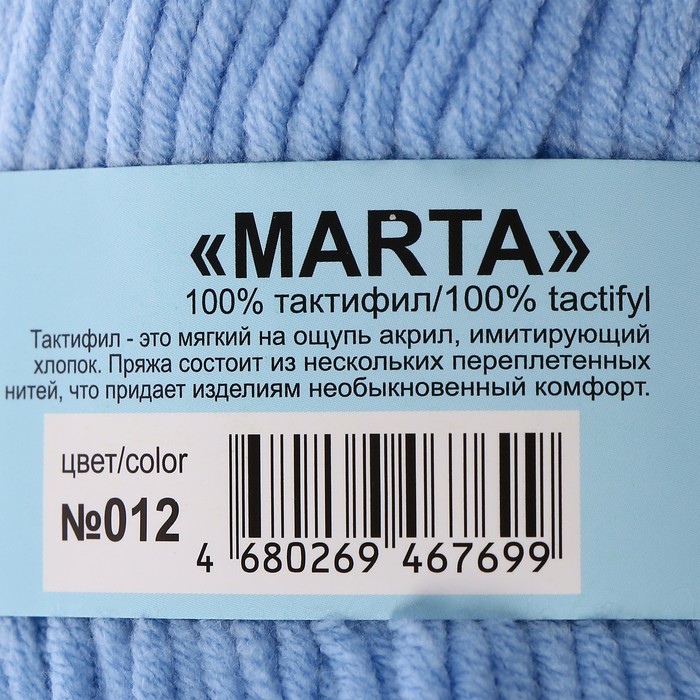 «MARTA»
100% тактифил/100% tactifyl
Тактифил - это мягкий на ощупь акрил, имитирующий
хлопок. Пряжа состоит из нескольких переплетенных
нитей, что придает изделиям необыкновенный комфорт.
цвет/color
№012
4 680269 467699